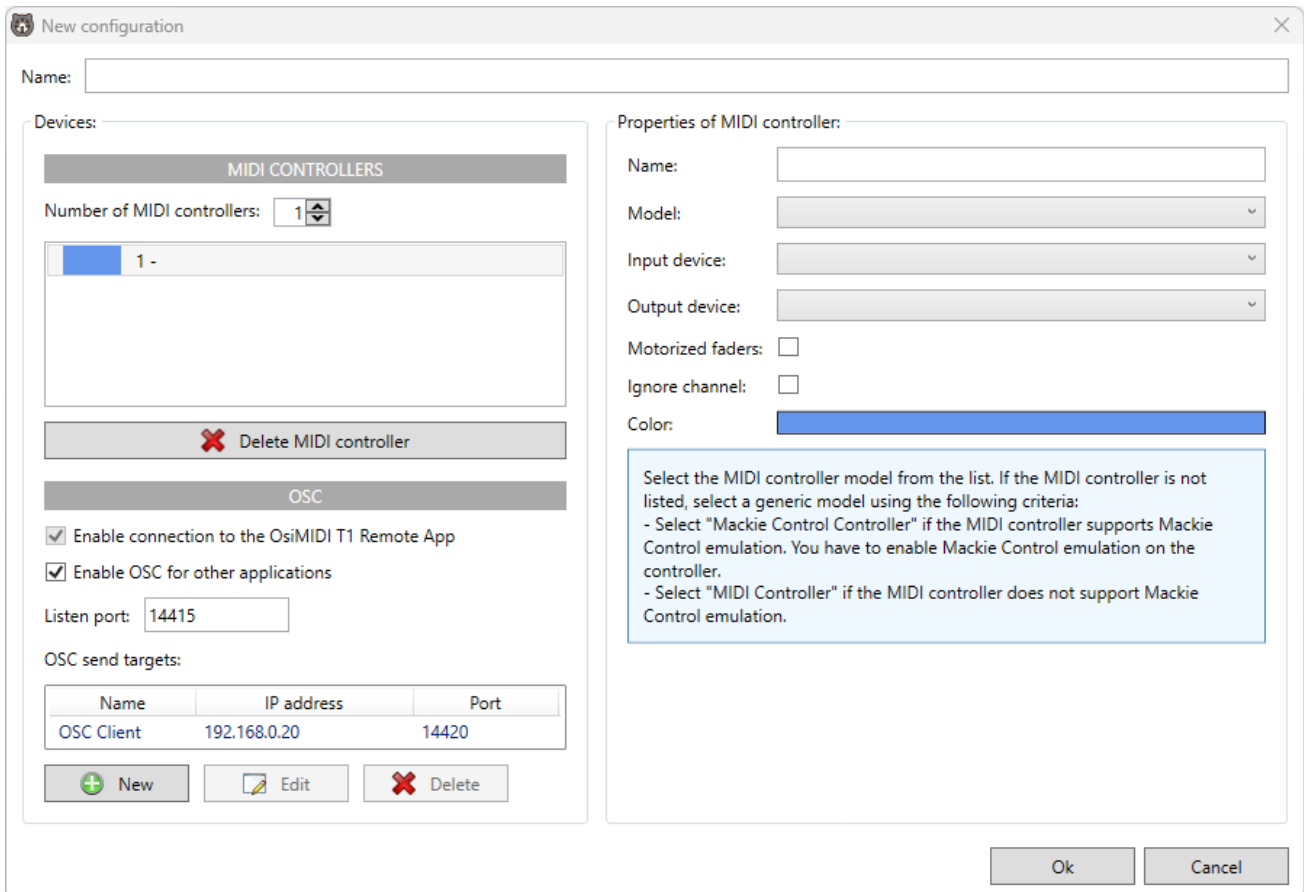 New configuration
Name:
Devices:
MIDI CONTROLLERS
Number of MIDI controllers: 1
1 -
Delete MIDI controller
OSC
Enable connection to the OsiMIDI T1 Remote App
Enable OSC for other applications
Listen port: 14415
OSC send targets:
Name IP address Port
OSC Client 192.168.0.20 14420
New Edit Delete
Properties of MIDI controller:
Name:
Model:
Input device:
Output device:
Motorized faders:
Ignore channel:
Color:
Select the MIDI controller model from the list. If the MIDI controller is not
listed, select a generic model using the following criteria:
- Select "Mackie Control Controller" if the MIDI controller supports Mackie
Control emulation. You have to enable Mackie Control emulation on the
controller.
- Select "MIDI Controller" if the MIDI controller does not support Mackie
Control emulation.
Ok Cancel